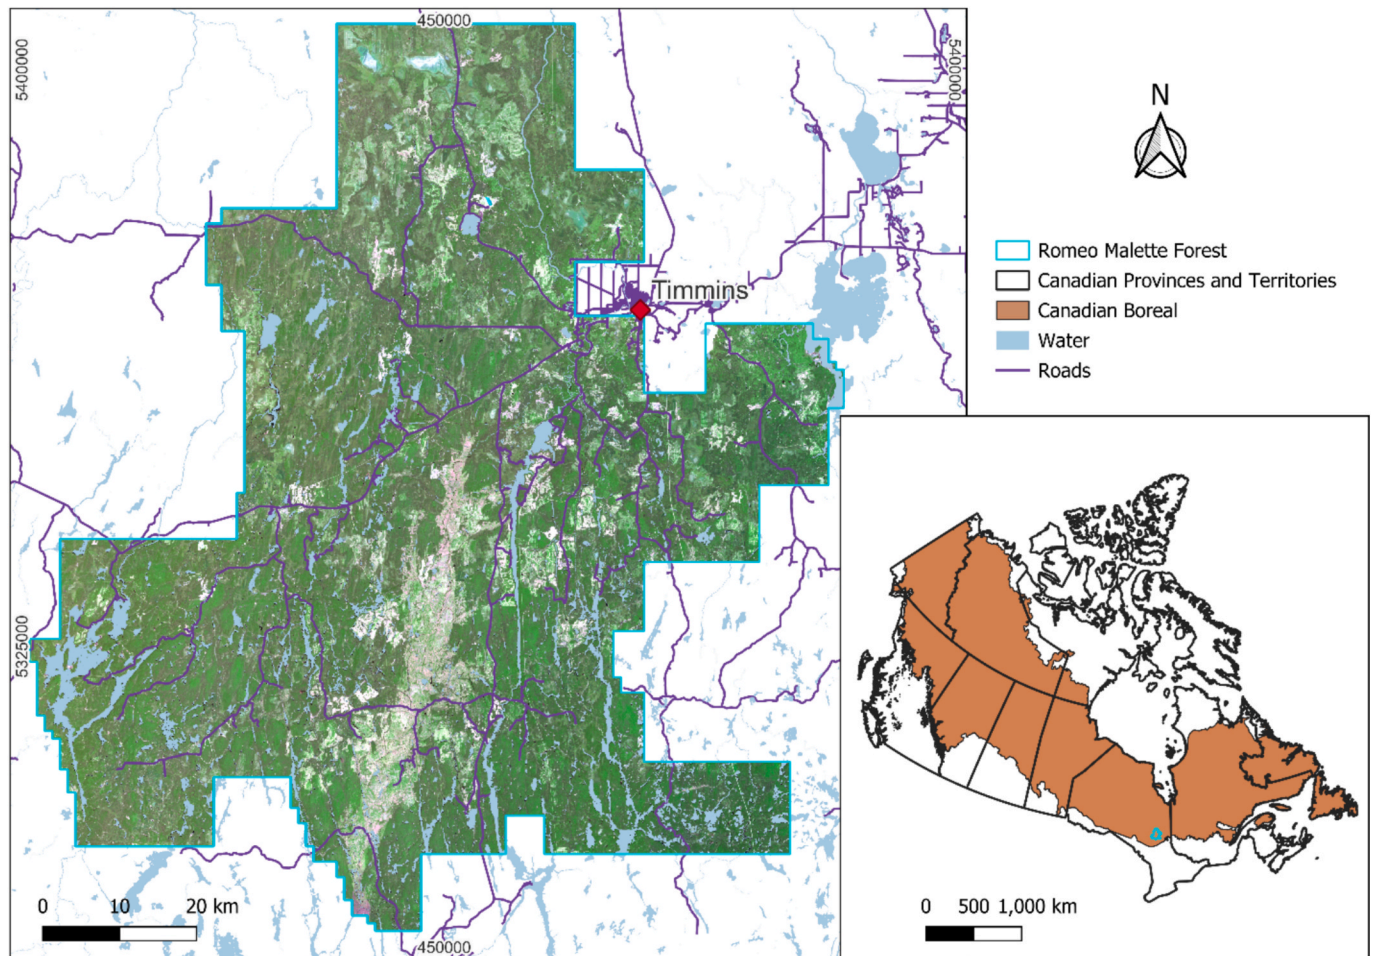 450000
5400000
5400000
N
Romeo Malette Forest
Canadian Provinces and Territories
Canadian Boreal
Water
Roads
Timmins
5325000
0 10 20 km
450000
0 500 1,000 km